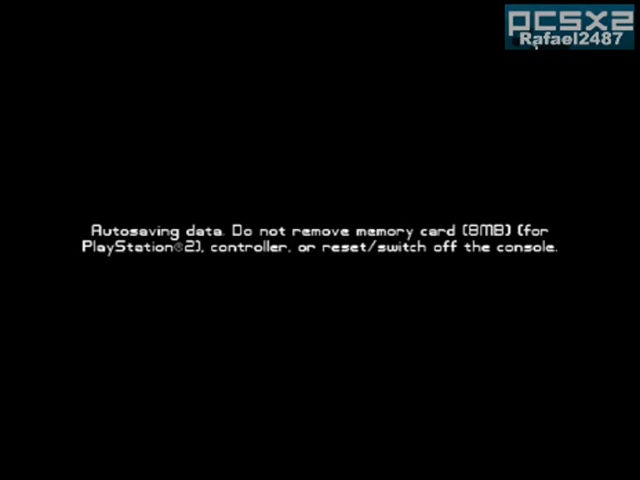 PCSX2
Rafael2487
Autosaving data. Do not remove memory card (8MB) (for
PlayStation®2), controller, or reset/switch off the console.